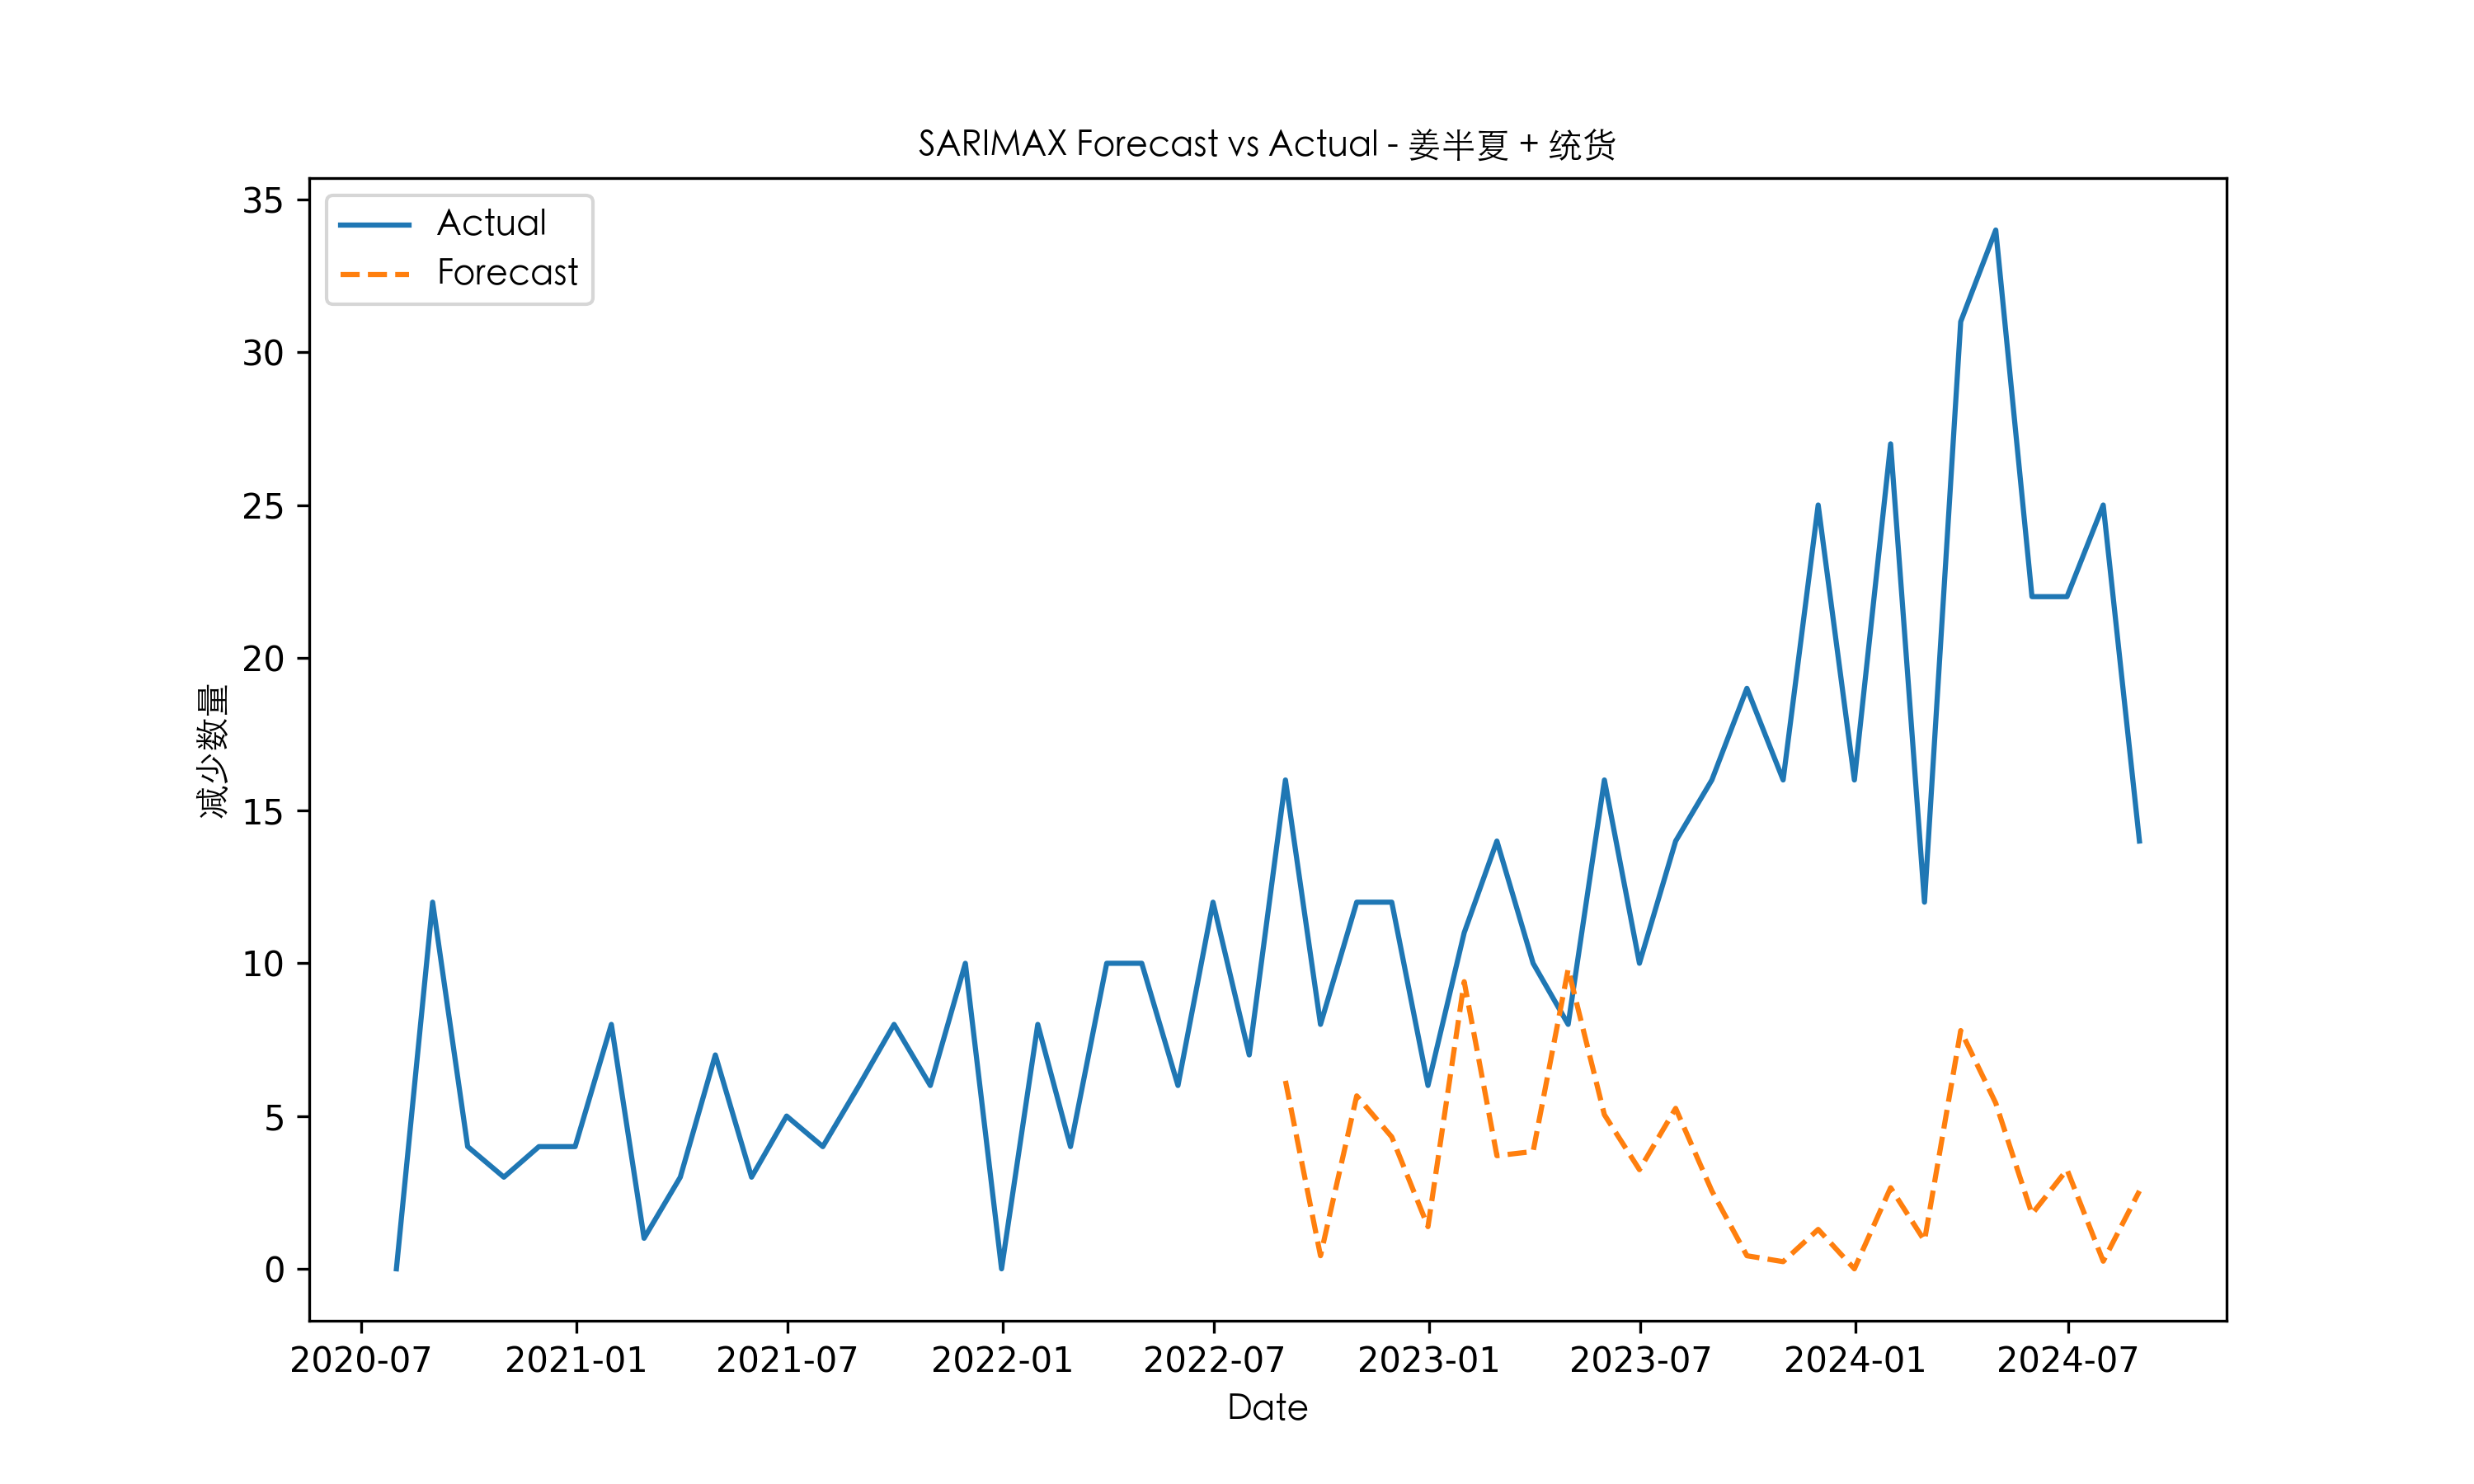 SARIMAX Forecast vs Actual - 姜半夏 + 统货
Actual
Forecast
减少数量
35
30
25
20
15
10
5
0
2020-07 2021-01 2021-07 2022-01 2022-07 2023-01 2023-07 2024-01 2024-07
Date